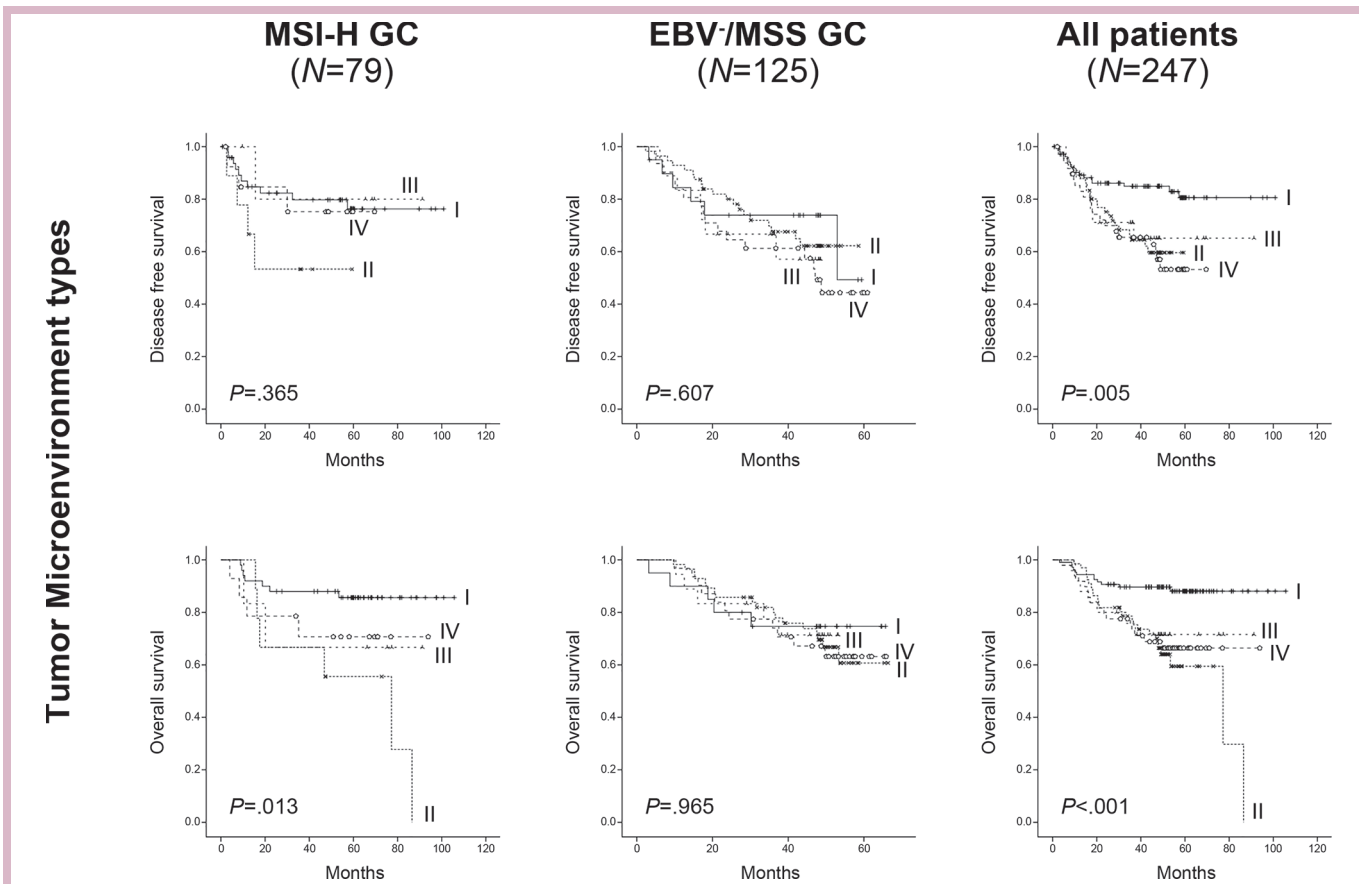 MSI-H GC
(N=79)
EBV-/MSS GC
(N=125)
All patients
(N=247)
Tumor Microenvironment types
Disease free survival
1.0
0.8
0.6
0.4
0.2
0.0
III
I
IV
II
P=.365
0 20 40 60 80 100 120
Months
Disease free survival
1.0
0.8
0.6
0.4
0.2
0.0
II
III
I
IV
P=.607
0 20 40 60
Months
Disease free survival
1.0
0.8
0.6
0.4
0.2
0.0
I
III
II
IV
P=.005
0 20 40 60 80 100 120
Months
Overall survival
1.0
0.8
0.6
0.4
0.2
0.0
I
IV
III
II
P=.013
0 20 40 60 80 100 120
Months
Overall survival
1.0
0.8
0.6
0.4
0.2
0.0
I
III
IV
II
P=.965
0 20 40 60
Months
Overall survival
1.0
0.8
0.6
0.4
0.2
0.0
I
III
IV
II
P<.001
0 20 40 60 80 100 120
Months